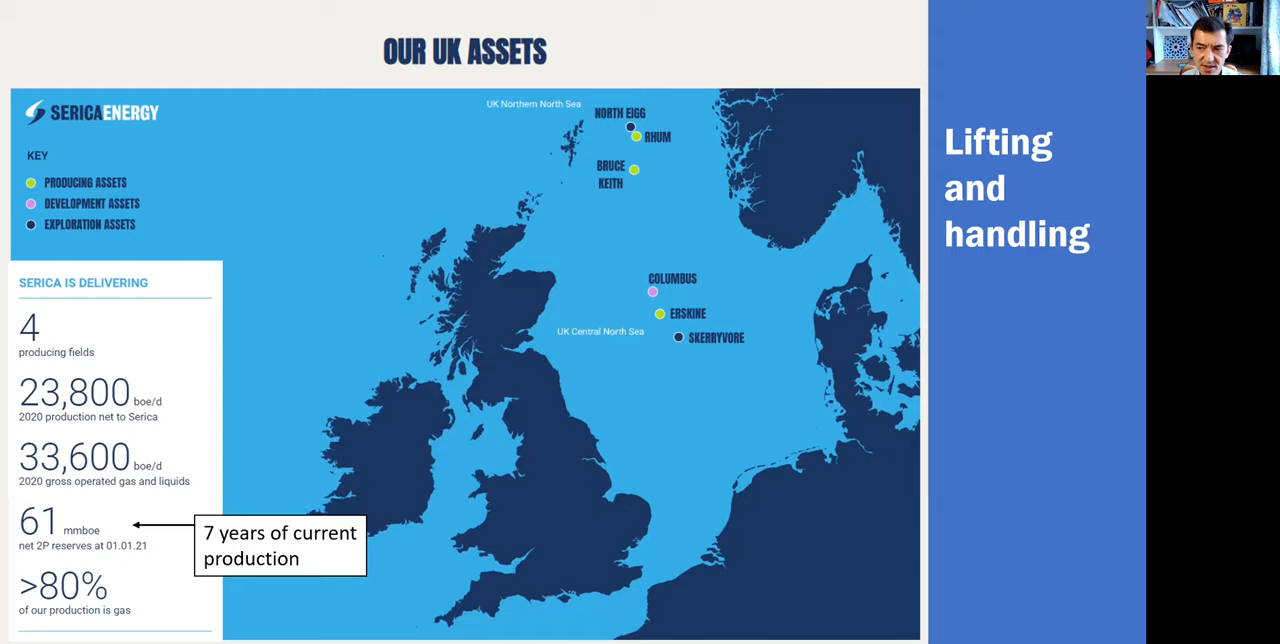 OUR UK ASSETS
SERICAENERGY
KEY
PRODUCING ASSETS
DEVELOPMENT ASSETS
EXPLORATION ASSETS
SERICA IS DELIVERING
4
producing fields
23,800 boe/d
2020 production net to Serica
33,600 boe/d
2020 gross operated gas and liquids
61 mmboe
net 2P reserves at 01.01.21
>80%
of our production is gas
7 years of current
production
UK Northern North Sea
NORTH EIGG
RHUM
BRUCE
KEITH
COLUMBUS
ERSKINE
UK Central North Sea
SKERRYVORE
Lifting
and
handling